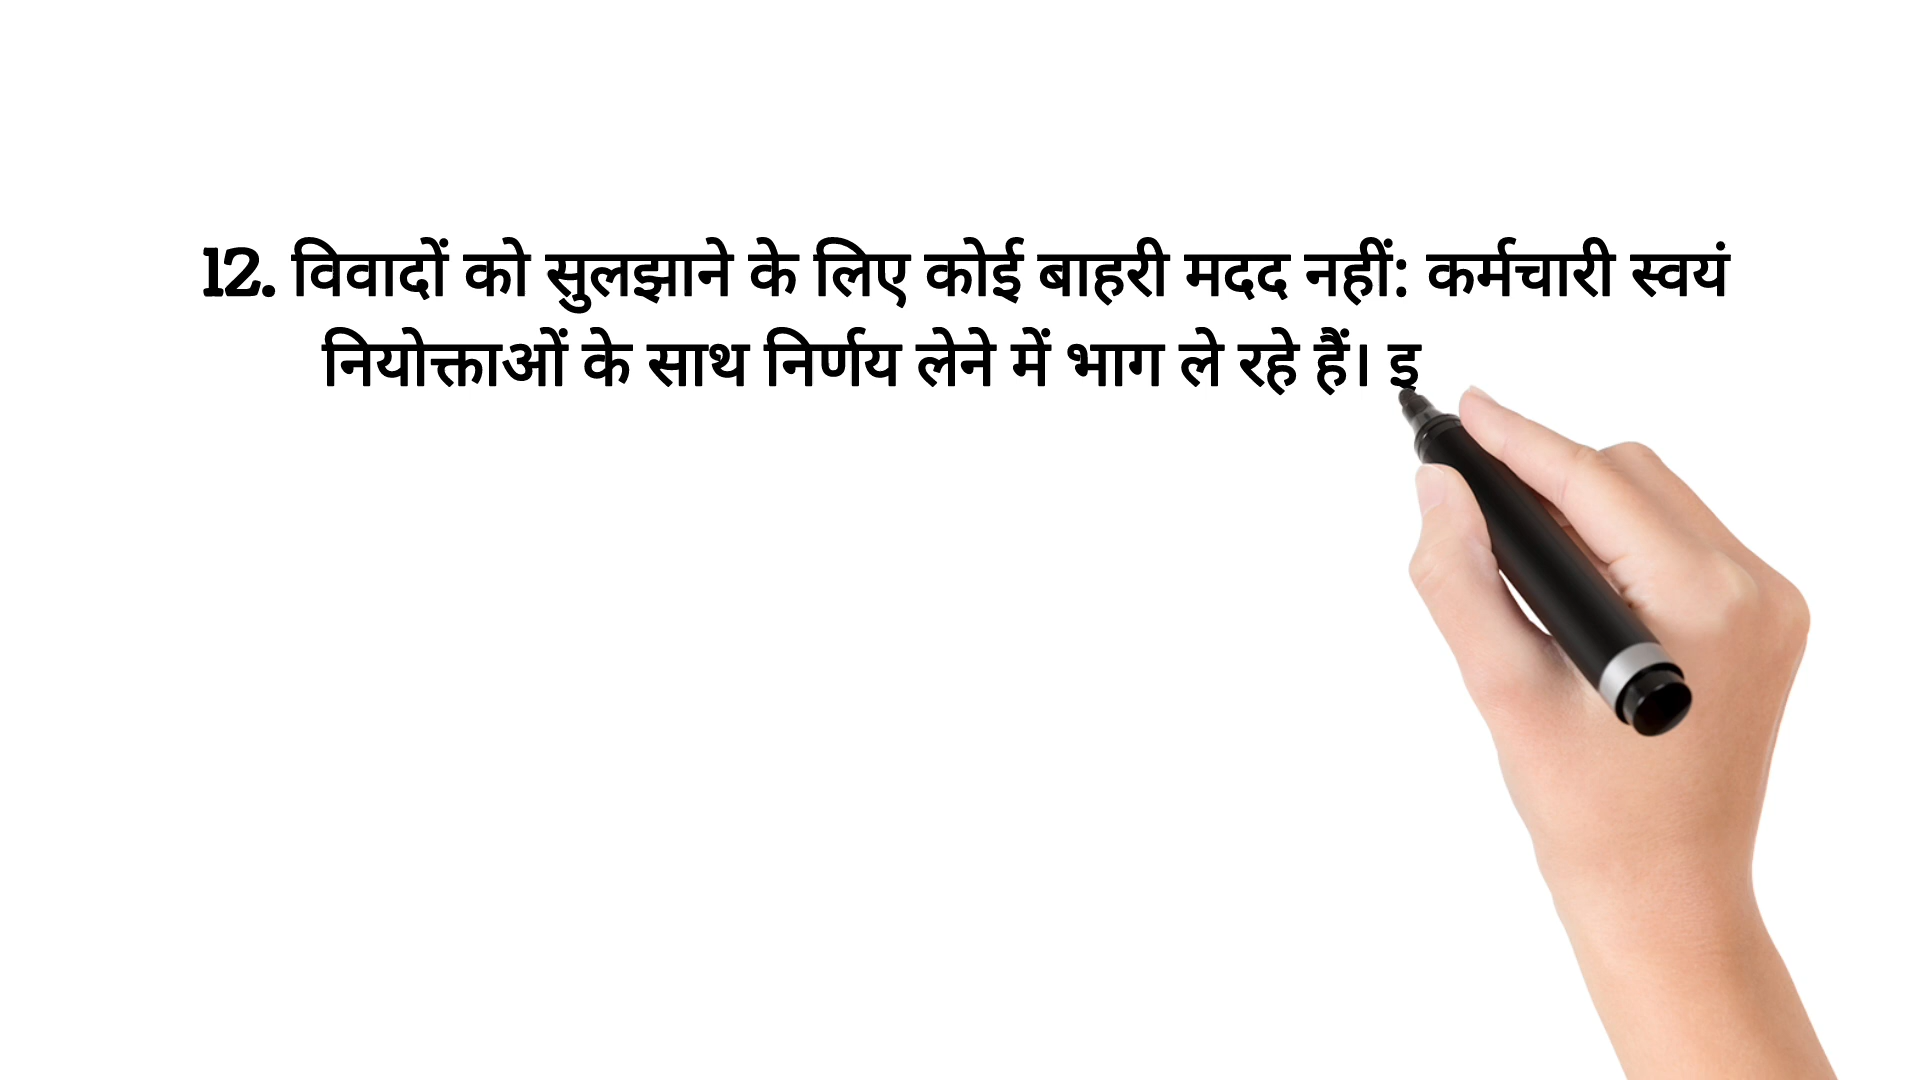 12. विवादों को सुलझाने के लिए कोई बाहरी मदद नहीं: कर्मचारी स्वयं
नियोक्ताओं के साथ निर्णय लेने में भाग ले रहे हैं। इ